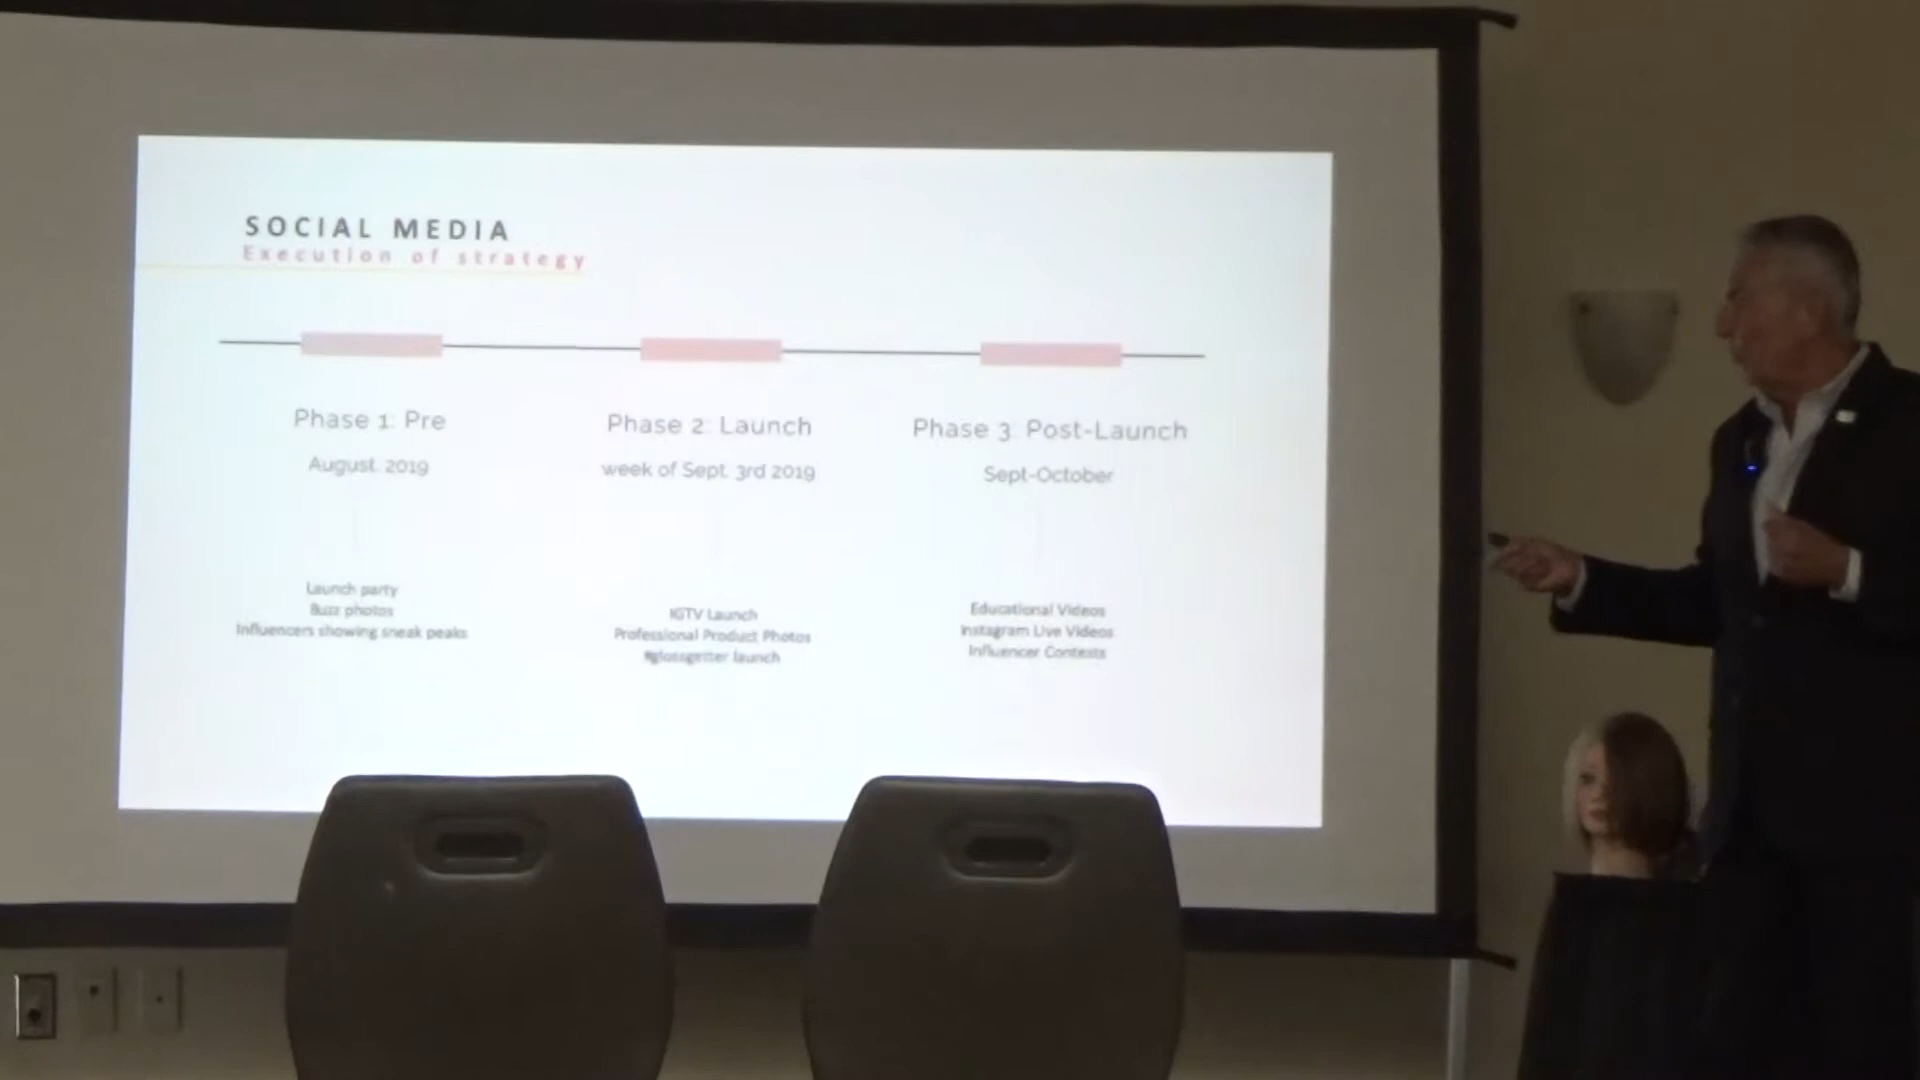 SOCIAL MEDIA
Execution of strategy
Phase 1: Pre
August. 2019
Launch party
Buzz photos
Influencers showing sneak peaks
Phase 2: Launch
week of Sept. 3rd 2019
IGTV Launch
Professional Product Photos
#glossgetter launch
Phase 3: Post-Launch
Sept-October
Educational Videos
Instagram Live Videos
Influencer Contests